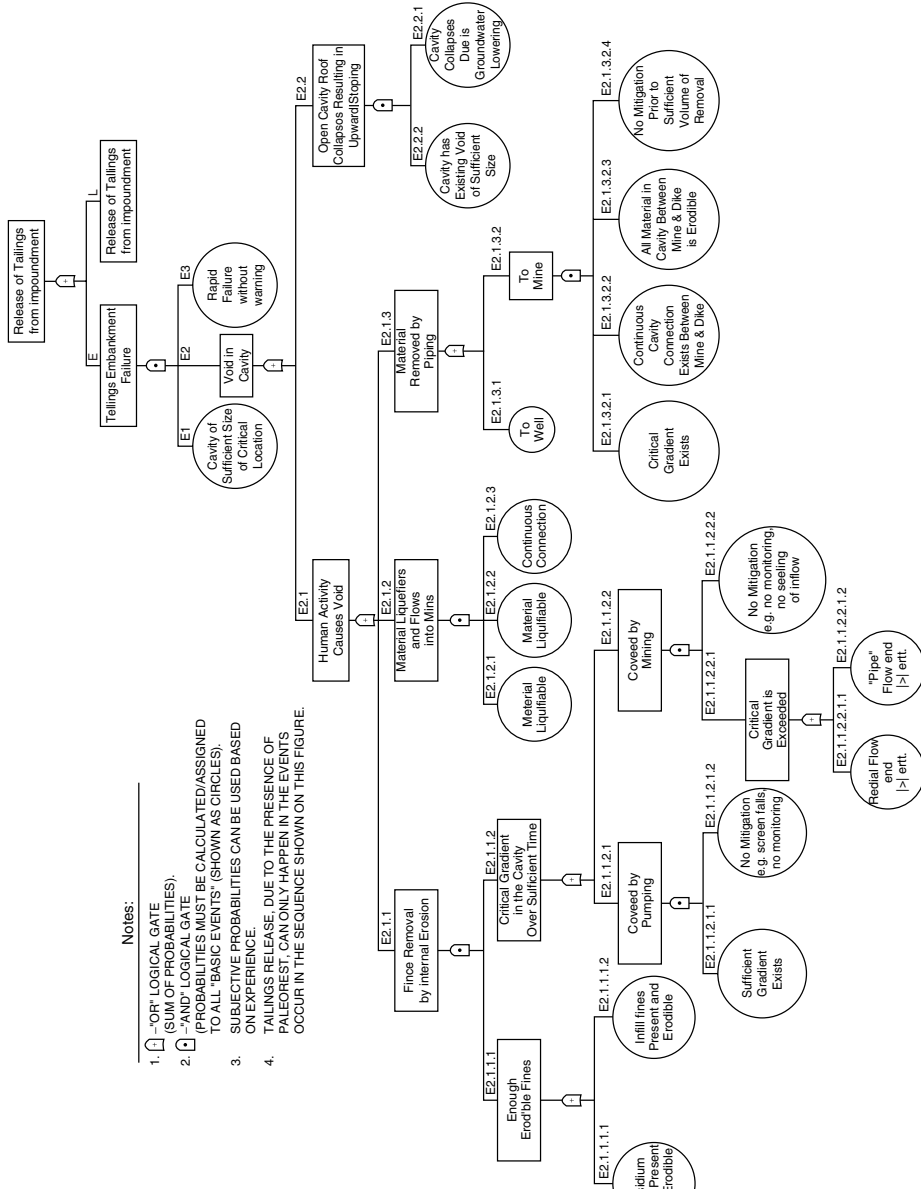 Release of Tailings
from impoundment
E
L
Tellings Embankment
Failure
Release of Tailings
from impoundment
E1
E2
E3
Cavity of
Sufficient Size
of Critical
Location
Void in
Cavity
Rapid
Failure
without
warning
E2.1
Human Activity
Causes Void
E2.2
Open Cavity Roof
Collapsos Resulting in
Upward|Stoping
E2.2.2
Cavity has
Existing Void
of Sufficient
Size
E2.2.1
Cavity
Collapses
Due is
Groundwater
Lowering
E2.1.1
Fince Removal
by internal Erosion
E2.1.2
Material Liquefiers
and Flows
into Mins
E2.1.3
Material
Removed by
Piping
E2.1.2.1
Meterial
Liqulfiable
E2.1.2.2
Material
Liqulfiable
E2.1.2.3
Continuous
Connection
E2.1.3.1
To
Well
E2.1.3.2
To
Mine
E2.1.3.2.1
Critical
Gradient
Exists
E2.1.3.2.2
Continuous
Cavity
Connection
Exists Between
Mine & Dike
E2.1.3.2.3
All Material in
Cavity Between
Mine & Dike
is Erodible
E2.1.3.2.4
No Mitigation
Prior to
Sufficient
Volume of
Removal
E2.1.1.1
Enough
Erod'ble Fines
E2.1.1.2
Critical Gradient
in the Cavity
Over Sufficient Time
E2.1.1.1.1
sidium
Present
Erodible
E2.1.1.1.2
Infill fines
Present and
Erodible
E2.1.1.2.1
Coveed by
Pumping
E2.1.1.2.2
Coveed by
Mining
E2.1.1.2.1.1
Sufficient
Gradient
Exists
E2.1.1.2.1.2
No Mitigation
e.g. screen falls,
no monitoring
E2.1.1.2.2.1
Critical
Gradient is
Exceeded
E2.1.1.2.2.2
No Mitigation
e.g. no monitoring,
no seeling
of inflow
E2.1.1.2.2.1.1
Redial Flow
end
|>| ertt.
E2.1.1.2.2.1.2
"Pipe"
Flow end
|>| ertt.
Notes:
1. + –"OR" LOGICAL GATE
(SUM OF PROBABILITIES).
2. –"AND" LOGICAL GATE
(PROBABILITIES MUST BE CALCULATED/ASSIGNED
TO ALL "BASIC EVENTS" (SHOWN AS CIRCLES).
3. SUBJECTIVE PROBABILITIES CAN BE USED BASED
ON EXPERIENCE.
4. TAILINGS RELEASE, DUE TO THE PRESENCE OF
PALEOREST, CAN ONLY HAPPEN IN THE EVENTS
OCCUR IN THE SEQUENCE SHOWN ON THIS FIGURE.